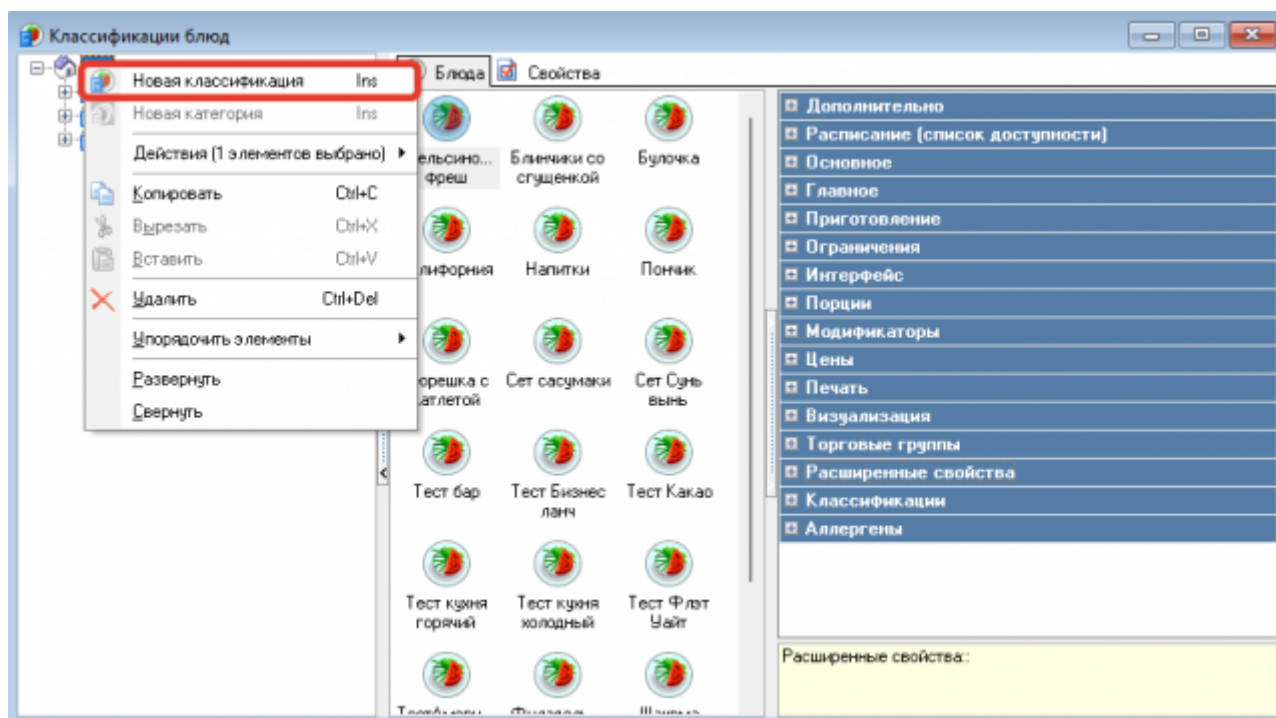 Классификации блюд
Новая классификация Ins
Новая категория Ins
Действия (1 элементов выбрано)
Копировать Ctrl+C
Вырезать Ctrl+X
Вставить Ctrl+V
Удалить Ctrl+Del
Упорядочить элементы
Развернуть
Свернуть
Блюда
Свойства
ельсино...
фреш
Блинчики со
сгущенкой
Булочка
лифорния
Напитки
Пончик
орешка с
атлетой
Сет сасумаки
Сет Сунь
вынь
Тест бар
Тест Бизнес
ланч
Тест Какао
Тест кухня
горячий
Тест кухня
холодный
Тест Флэт
Уайт
Дополнительно
Расписание (список доступности)
Основное
Главное
Приготовление
Ограничения
Интерфейс
Порции
Модификаторы
Цены
Печать
Визуализация
Торговые группы
Расширенные свойства
Классификации
Аллергены
Расширенные свойства::